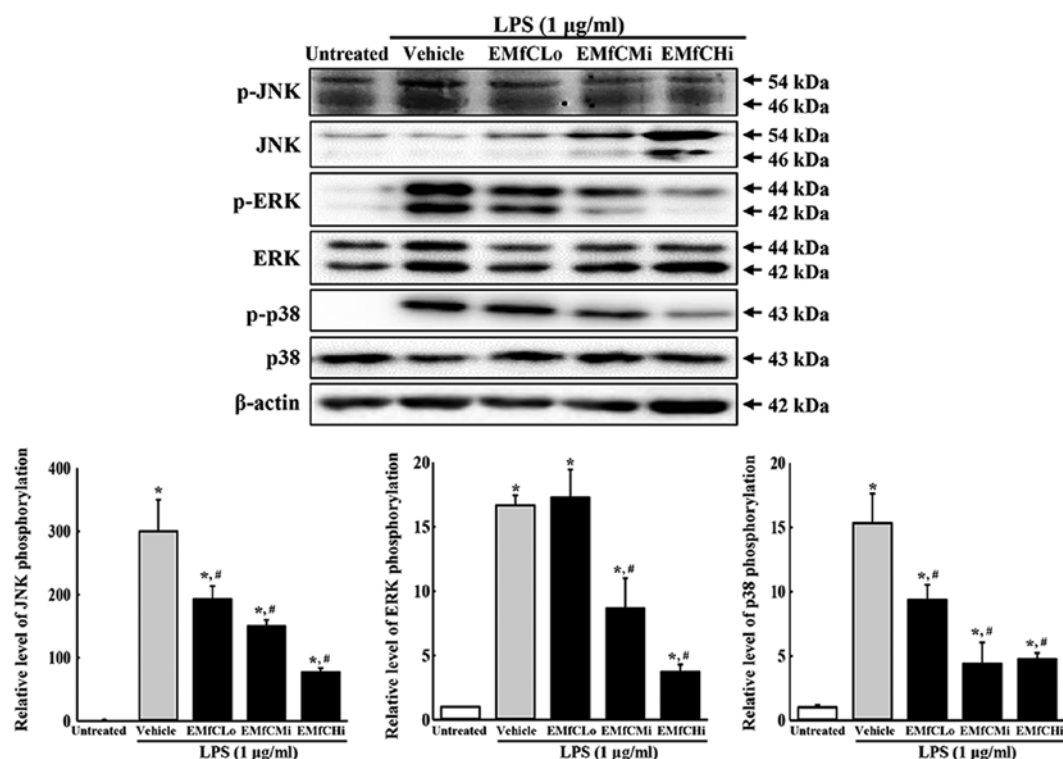 LPS (1 μg/ml)
Untreated Vehicle EMfCLo EMfCMi EMfCHi
p-JNK 54 kDa
46 kDa
JNK 54 kDa
46 kDa
p-ERK 44 kDa
42 kDa
ERK 44 kDa
42 kDa
p-p38 43 kDa
p38 43 kDa
β-actin 42 kDa
Relative level of JNK phosphorylation
400
300
200
100
0
*
*, #
*, #
*, #
Untreated Vehicle EMfCLo EMfCMi EMfCHi
LPS (1 μg/ml)
Relative level of ERK phosphorylation
20
15
10
5
0
*
*
*, #
*, #
Untreated Vehicle EMfCLo EMfCMi EMfCHi
LPS (1 μg/ml)
Relative level of p38 phosphorylation
20
15
10
5
0
*
*, #
*, #
*, #
Untreated Vehicle EMfCLo EMfCMi EMfCHi
LPS (1 μg/ml)